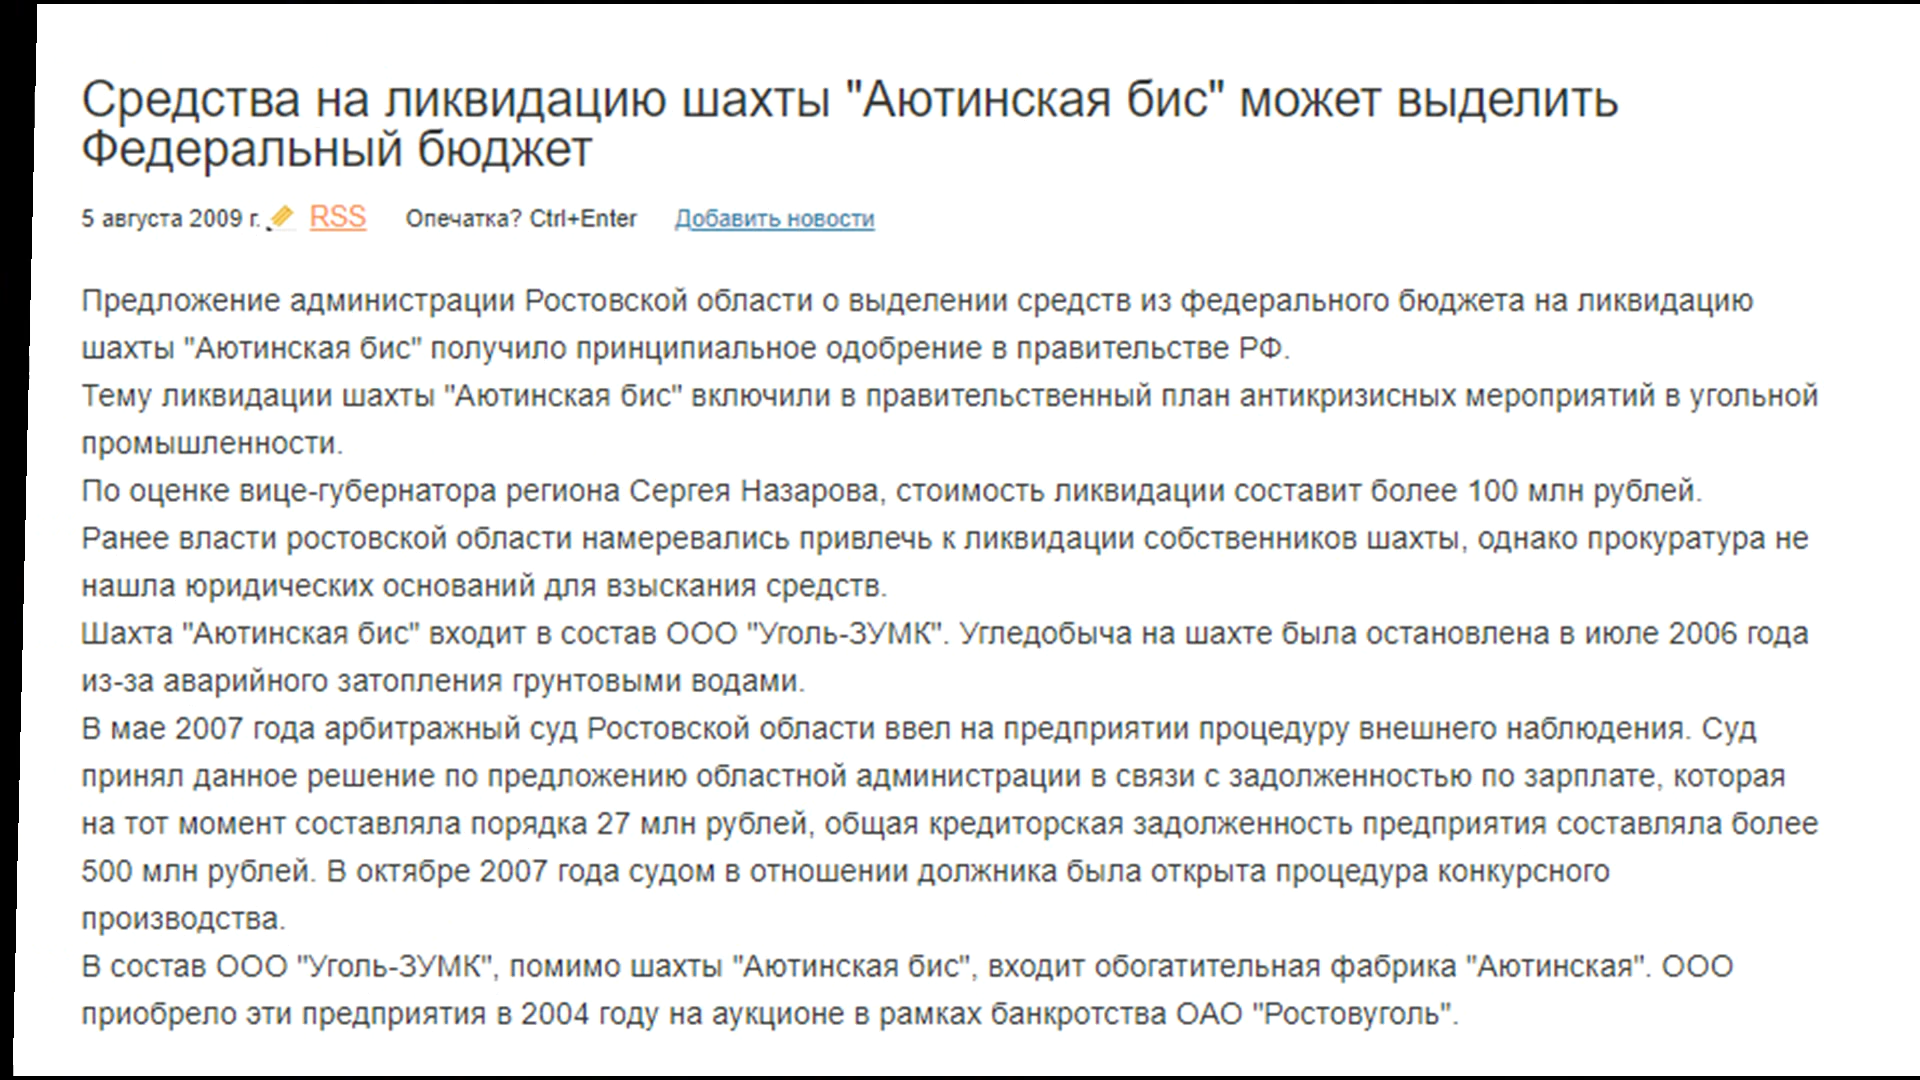 Средства на ликвидацию шахты "Аютинская бис" может выделить
Федеральный бюджет
5 августа 2009 г. RSS Опечатка? Ctrl+Enter Добавить новости
Предложение администрации Ростовской области о выделении средств из федерального бюджета на ликвидацию
шахты "Аютинская бис" получило принципиальное одобрение в правительстве РФ.
Тему ликвидации шахты "Аютинская бис" включили в правительственный план антикризисных мероприятий в угольной
промышленности.
По оценке вице-губернатора региона Сергея Назарова, стоимость ликвидации составит более 100 млн рублей.
Ранее власти ростовской области намеревались привлечь к ликвидации собственников шахты, однако прокуратура не
нашла юридических оснований для взыскания средств.
Шахта "Аютинская бис" входит в состав ООО "Уголь-ЗУМК". Угледобыча на шахте была остановлена в июле 2006 года
из-за аварийного затопления грунтовыми водами.
В мае 2007 года арбитражный суд Ростовской области ввел на предприятии процедуру внешнего наблюдения. Суд
принял данное решение по предложению областной администрации в связи с задолженностью по зарплате, которая
на тот момент составляла порядка 27 млн рублей, общая кредиторская задолженность предприятия составляла более
500 млн рублей. В октябре 2007 года судом в отношении должника была открыта процедура конкурсного
производства.
В состав ООО "Уголь-ЗУМК", помимо шахты "Аютинская бис", входит обогатительная фабрика "Аютинская". ООО
приобрело эти предприятия в 2004 году на аукционе в рамках банкротства ОАО "Ростовуголь".